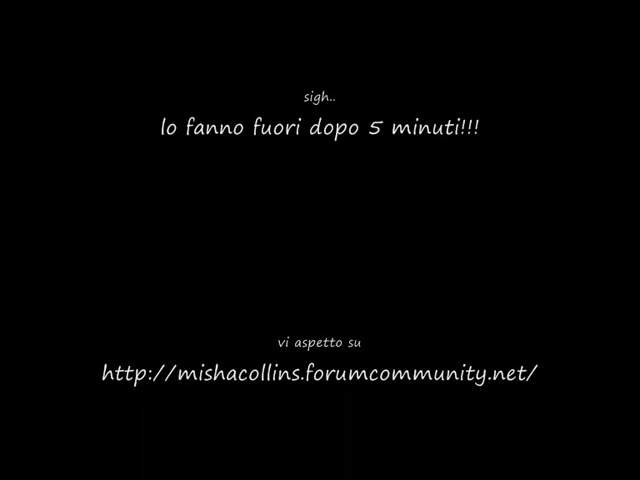 sigh..
lo fanno fuori dopo 5 minuti!!!
vi aspetto su
http://mishacollins.forumcommunity.net/